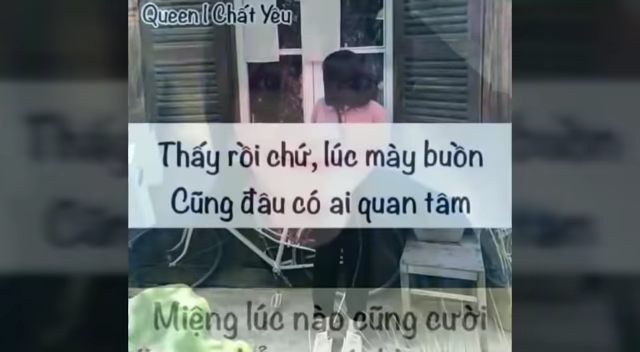 Queen | Chất Yêu
Thấy rồi chứ, lúc mày buồn
Cũng đâu có ai quan tâm
Miệng lúc nào cũng cười